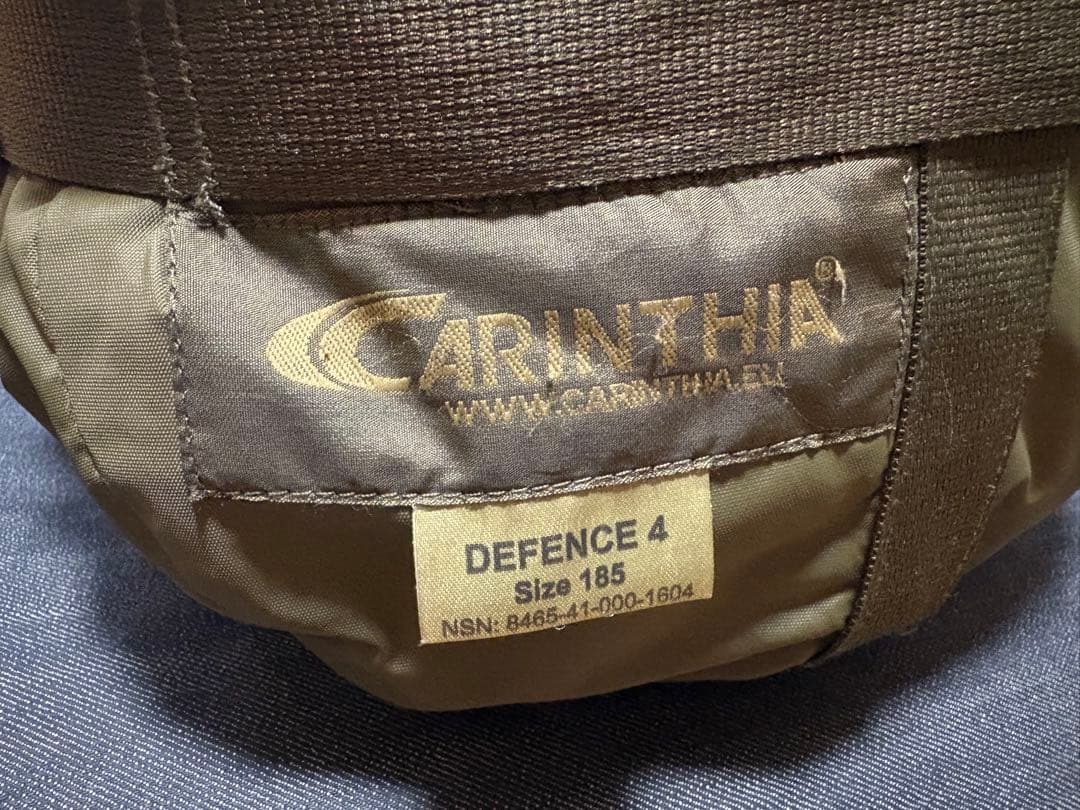 CARINTHIA®
WWW.CARINTHIA.EU
DEFENCE 4
Size 185
NSN: 8465-41-000-1604